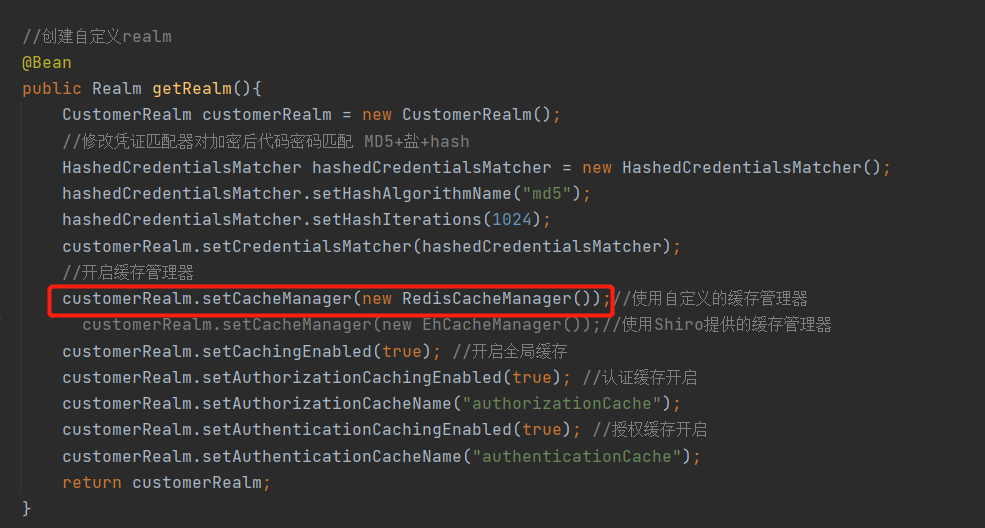 //创建自定义realm
@Bean
public Realm getRealm(){
CustomerRealm customerRealm = new CustomerRealm();
//修改凭证匹配器对加密后代码密码匹配 MD5+盐+hash
HashedCredentialsMatcher hashedCredentialsMatcher = new HashedCredentialsMatcher();
hashedCredentialsMatcher.setHashAlgorithmName("md5");
hashedCredentialsMatcher.setHashIterations(1024);
customerRealm.setCredentialsMatcher(hashedCredentialsMatcher);
//开启缓存管理器
customerRealm.setCacheManager(new RedisCacheManager());//使用自定义的缓存管理器
customerRealm.setCacheManager(new EhCacheManager());//使用Shiro提供的缓存管理器
customerRealm.setCachingEnabled(true); //开启全局缓存
customerRealm.setAuthorizationCachingEnabled(true); //认证缓存开启
customerRealm.setAuthorizationCacheName("authorizationCache");
customerRealm.setAuthenticationCachingEnabled(true); //授权缓存开启
customerRealm.setAuthenticationCacheName("authenticationCache");
return customerRealm;
}